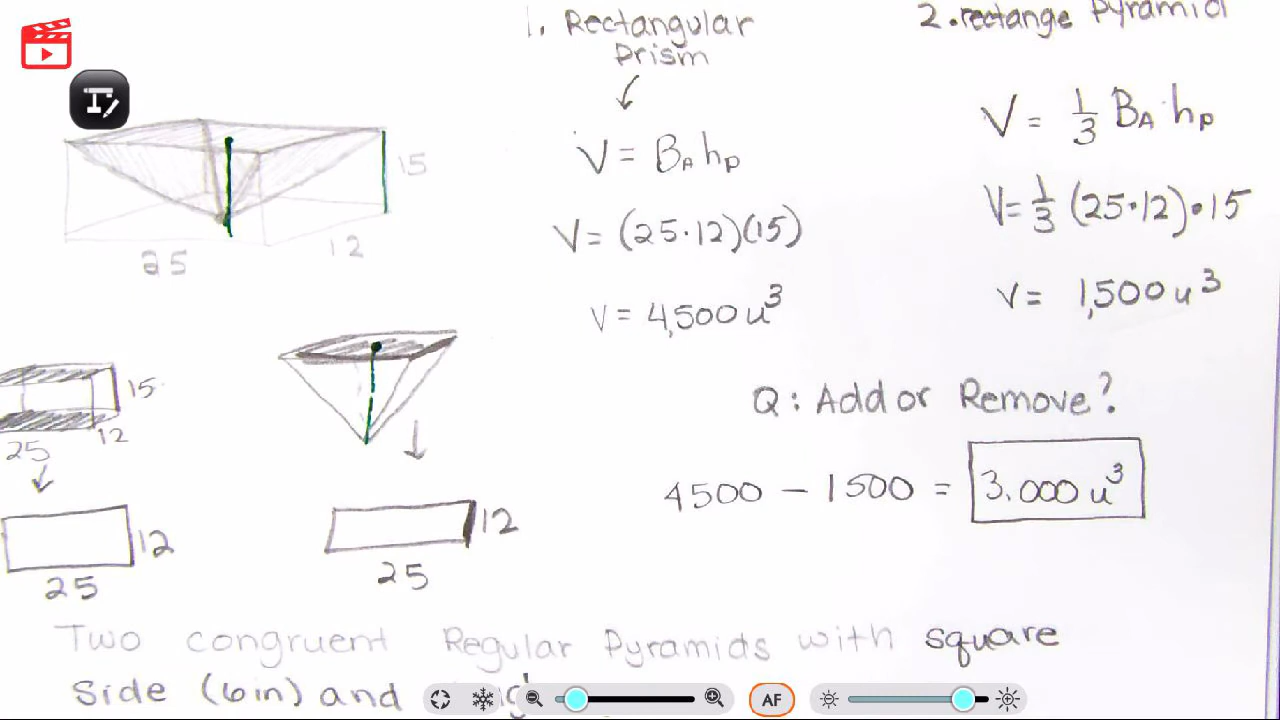 1. Rectangular
Prism
2. rectange Pyramid
V = B_A h_p
V = (25·12)(15)
V = 4,500 u³
V = 1/3 B_A · h_p
V = 1/3 (25·12)·15
V = 1,500 u³
15
12
25
15
12
25
12
25
12
25
Q: Add or Remove?
4500 – 1500 = 3.000 u³
Two congruent Regular Pyramids with square
Side (6in) and
AF